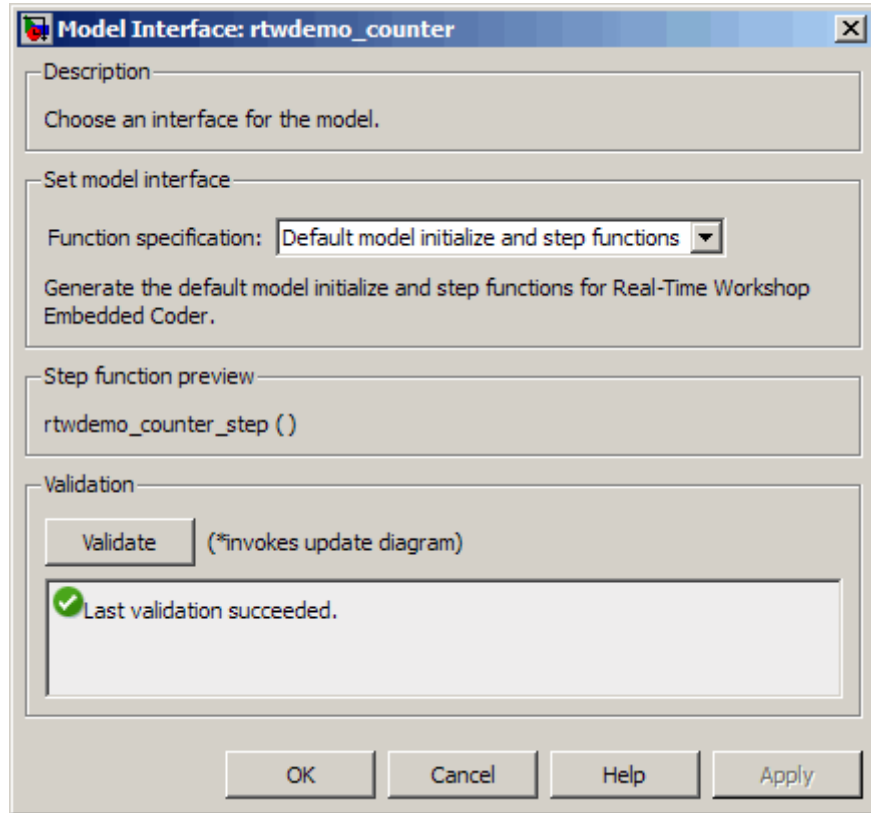 Model Interface: rtwdemo_counter
Description
Choose an interface for the model.
Set model interface
Function specification: Default model initialize and step functions
Generate the default model initialize and step functions for Real-Time Workshop
Embedded Coder.
Step function preview
rtwdemo_counter_step ( )
Validation
Validate (*invokes update diagram)
Last validation succeeded.
OK Cancel Help Apply